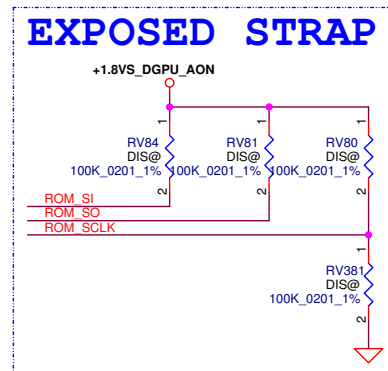 EXPOSED STRAP
+1.8VS_DGPU_AON
1 1 1
RV84 RV81 RV80
DIS@ DIS@ DIS@
100K_0201_1% 100K_0201_1% 100K_0201_1%
2 2 2
ROM_SI
ROM_SO
ROM_SCLK
1
RV381
DIS@
100K_0201_1%
2